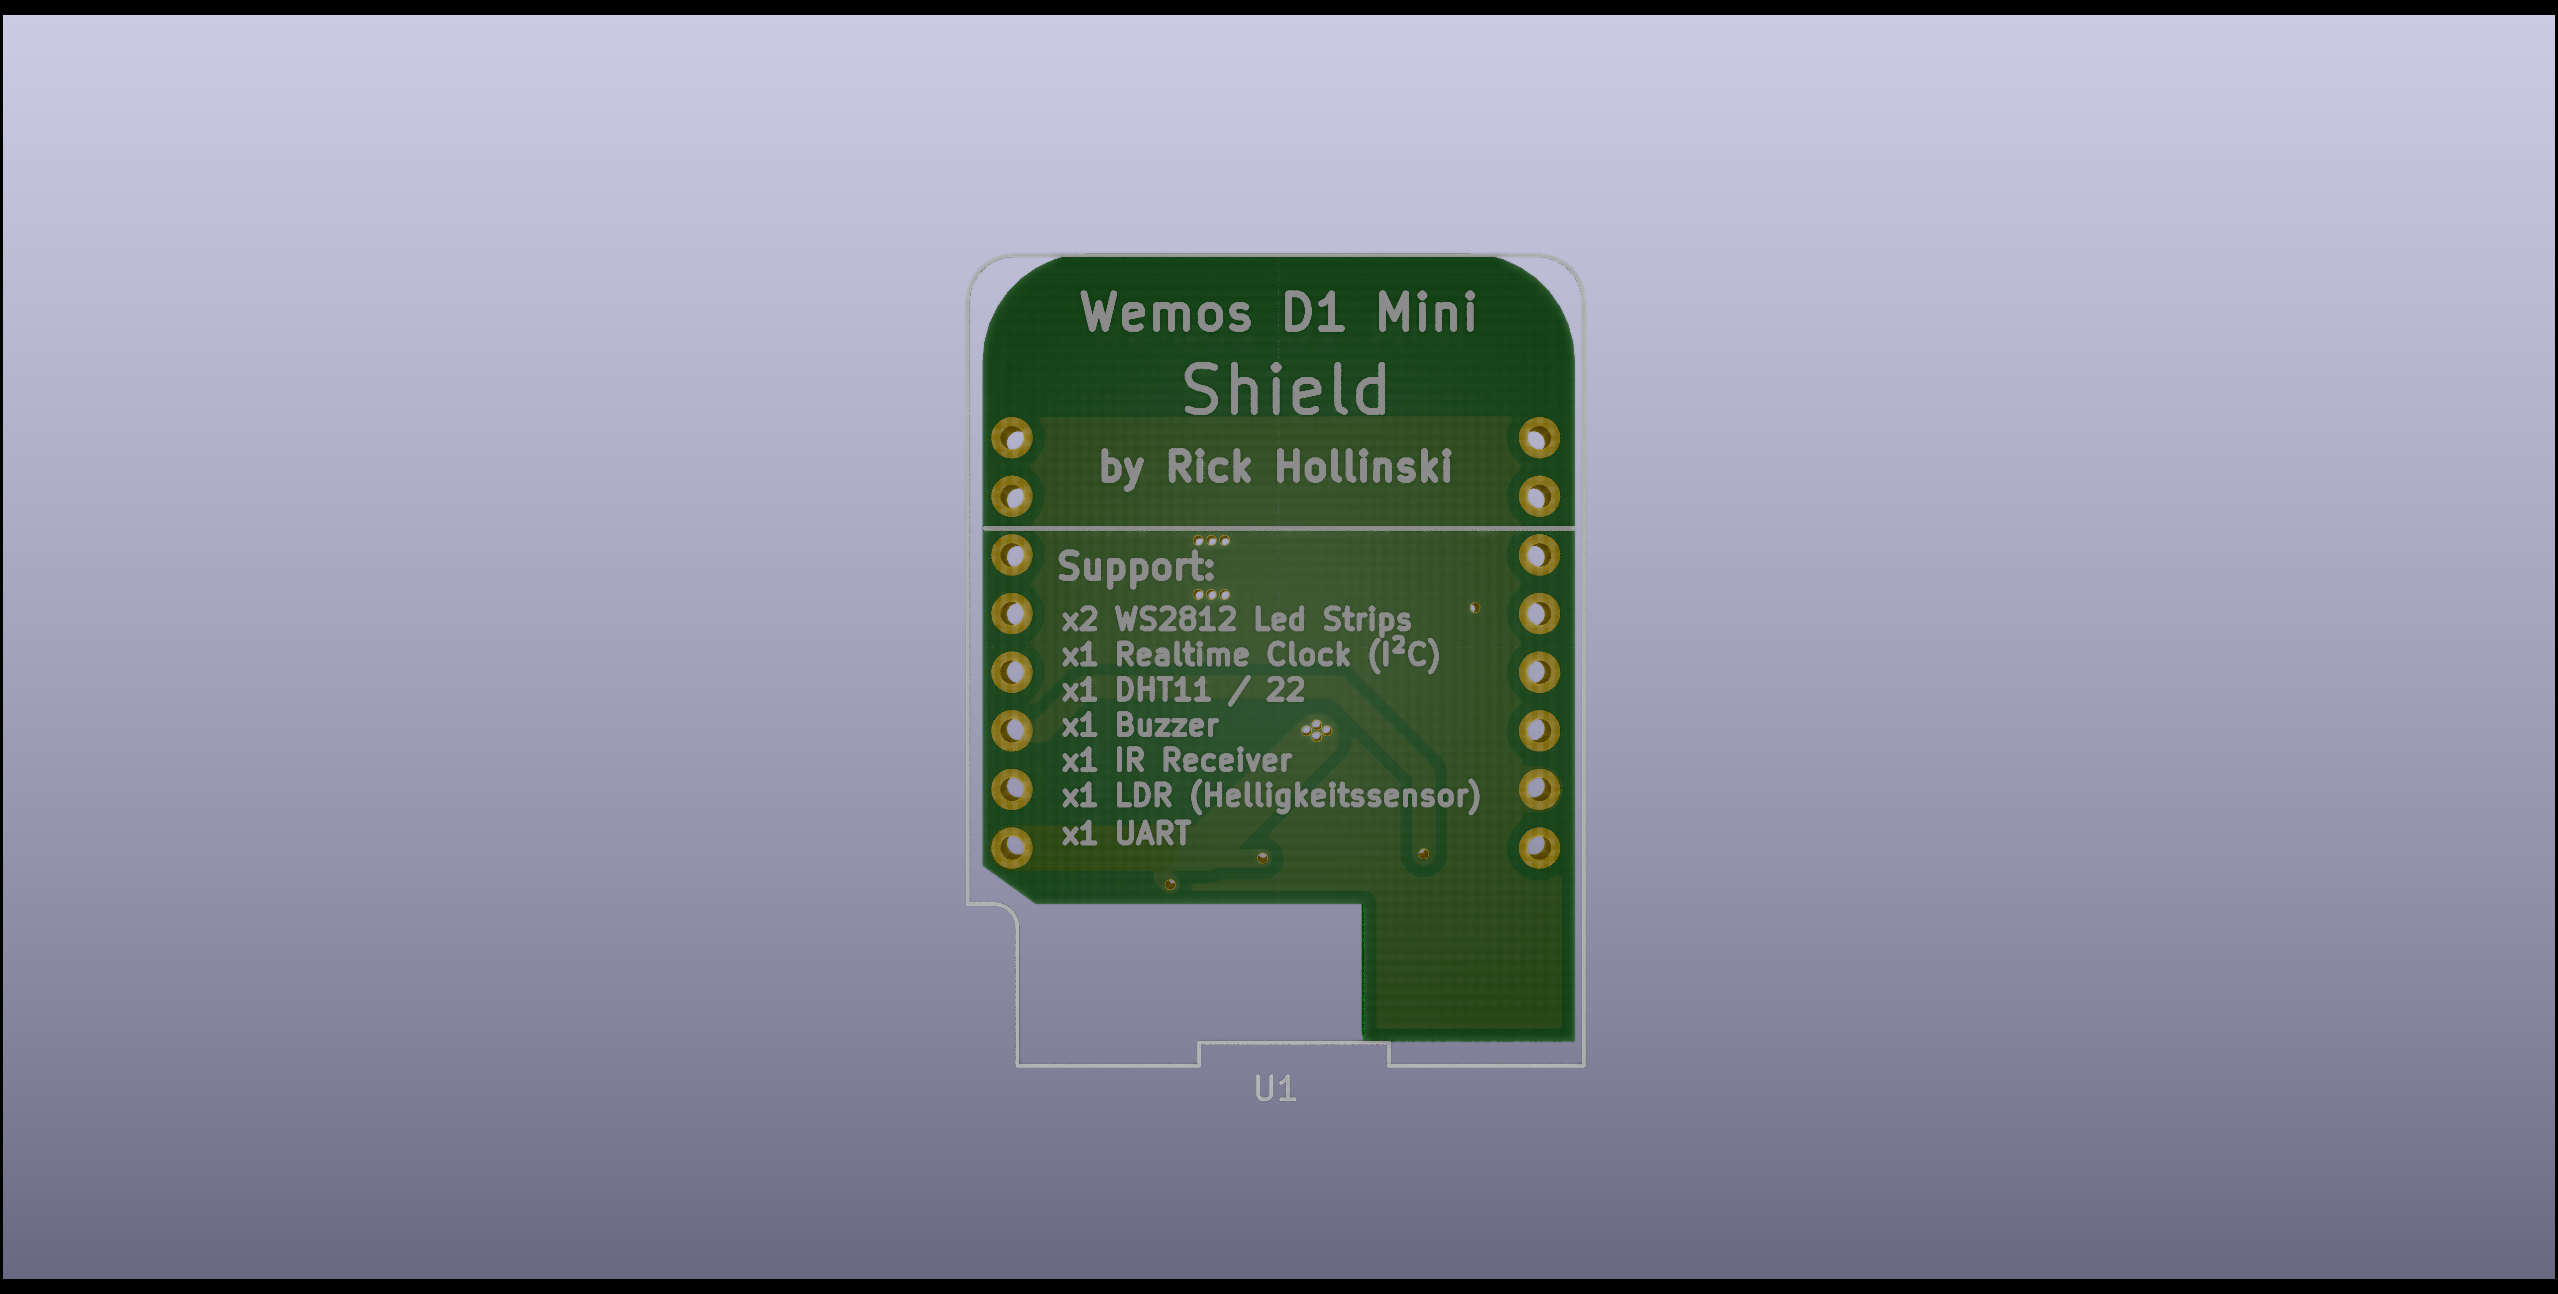 Wemos D1 Mini
Shield
by Rick Hollinski
Support:
x2 WS2812 Led Strips
x1 Realtime Clock (I²C)
x1 DHT11 / 22
x1 Buzzer
x1 IR Receiver
x1 LDR (Helligkeitssensor)
x1 UART
U1